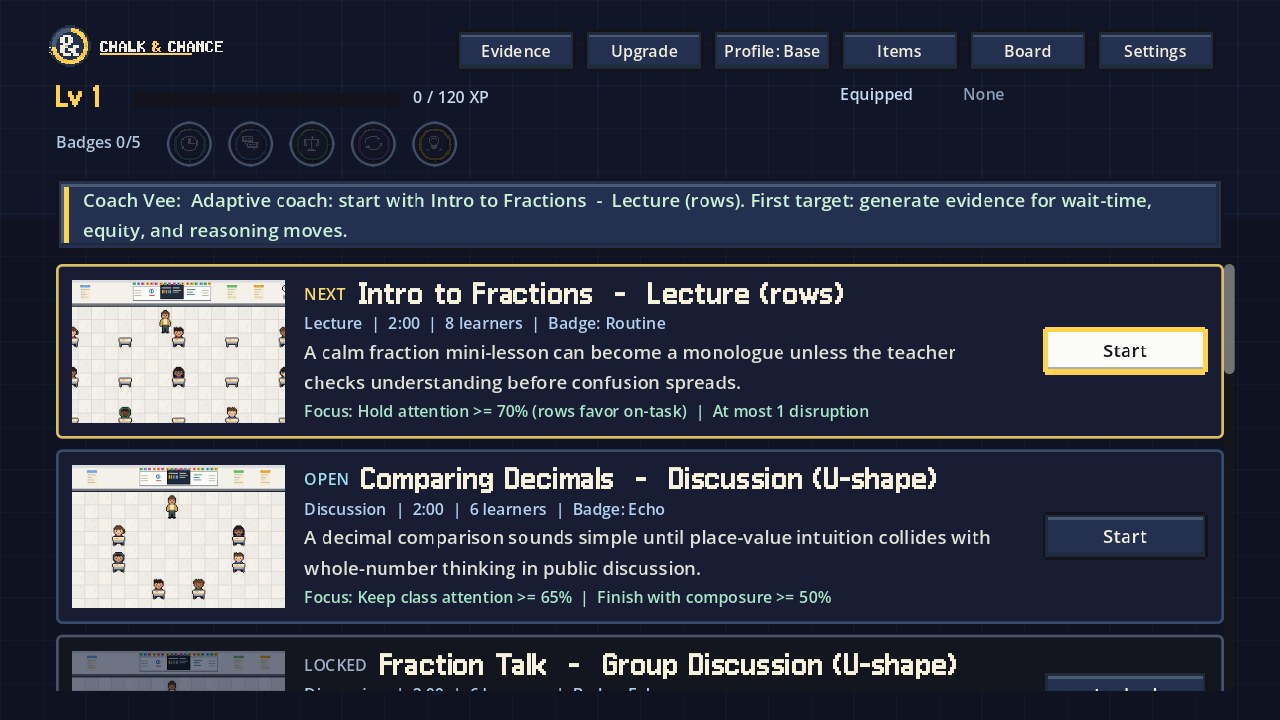 CHALK & CHANCE
Evidence
Upgrade
Profile: Base
Items
Board
Settings
Lv 1
0 / 120 XP
Equipped
None
Badges 0/5
Coach Vee: Adaptive coach: start with Intro to Fractions - Lecture (rows). First target: generate evidence for wait-time,
equity, and reasoning moves.
NEXT Intro to Fractions - Lecture (rows)
Lecture | 2:00 | 8 learners | Badge: Routine
A calm fraction mini-lesson can become a monologue unless the teacher
checks understanding before confusion spreads.
Focus: Hold attention >= 70% (rows favor on-task) | At most 1 disruption
Start
OPEN Comparing Decimals - Discussion (U-shape)
Discussion | 2:00 | 6 learners | Badge: Echo
A decimal comparison sounds simple until place-value intuition collides with
whole-number thinking in public discussion.
Focus: Keep class attention >= 65% | Finish with composure >= 50%
Start
LOCKED Fraction Talk - Group Discussion (U-shape)